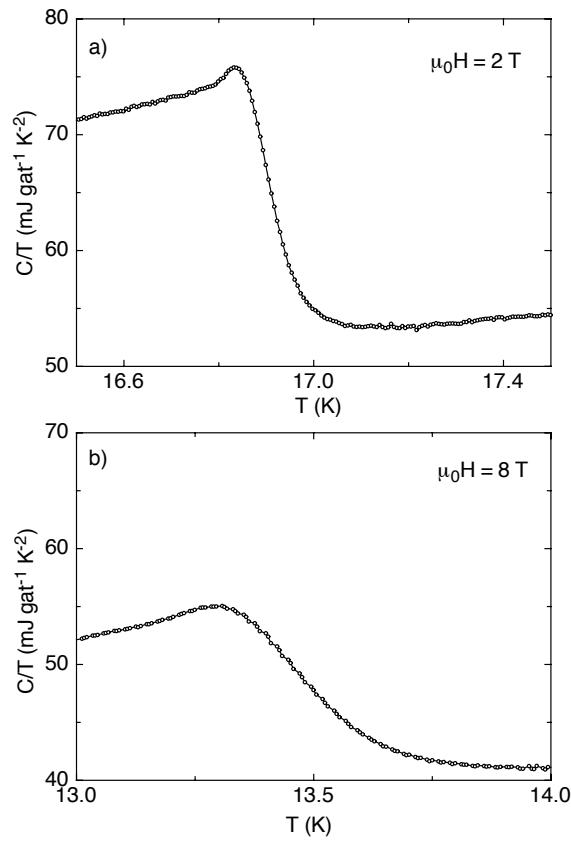 80
a)
μ₀H = 2 T
70
C/T (mJ gat⁻¹ K⁻²)
60
50
16.6
17.0
17.4
T (K)
70
b)
μ₀H = 8 T
60
C/T (mJ gat⁻¹ K⁻²)
50
40
13.0
13.5
14.0
T (K)